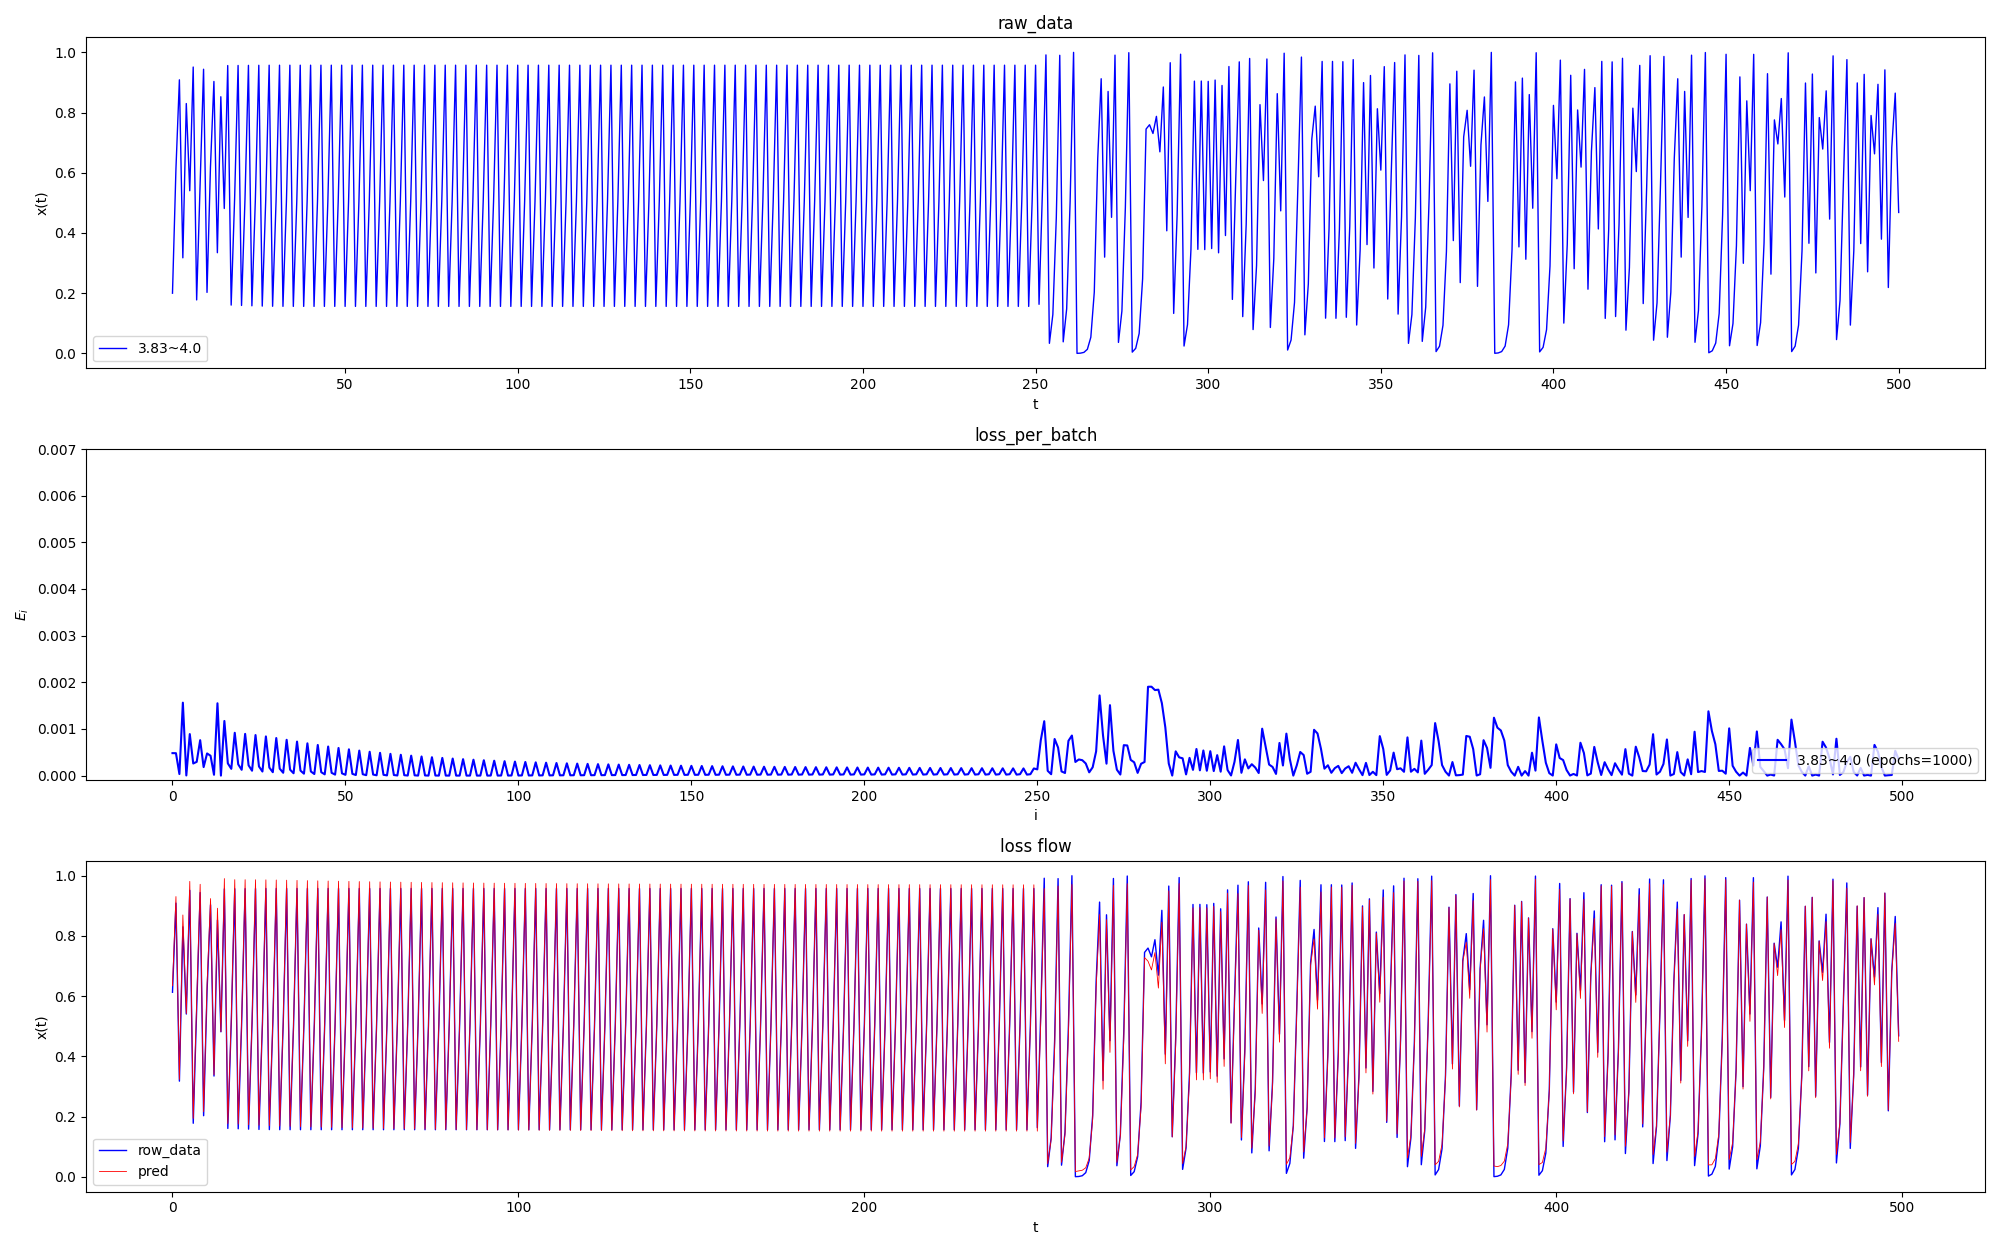 raw_data
1.0
0.8
0.6
0.4
0.2
0.0
x(t)
3.83~4.0
50 100 150 200 250 300 350 400 450 500
t
loss_per_batch
0.007
0.006
0.005
0.004
0.003
0.002
0.001
0.000
E_i
3.83~4.0 (epochs=1000)
0 50 100 150 200 250 300 350 400 450 500
i
loss flow
1.0
0.8
0.6
0.4
0.2
0.0
x(t)
row_data
pred
0 100 200 300 400 500
t